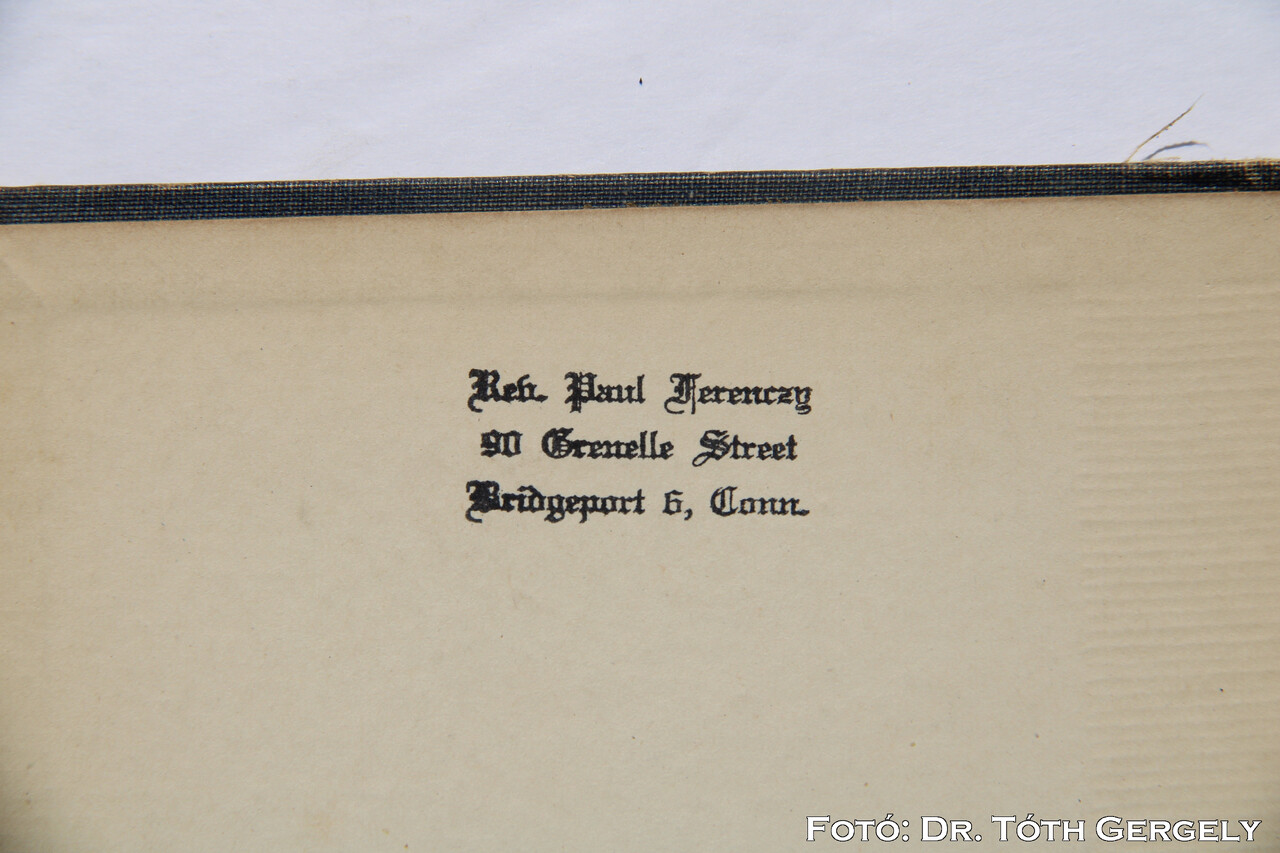 Rev. Paul Ferenczy
90 Grenelle Street
Bridgeport 6, Conn.
Fotó: Dr. Tóth Gergely